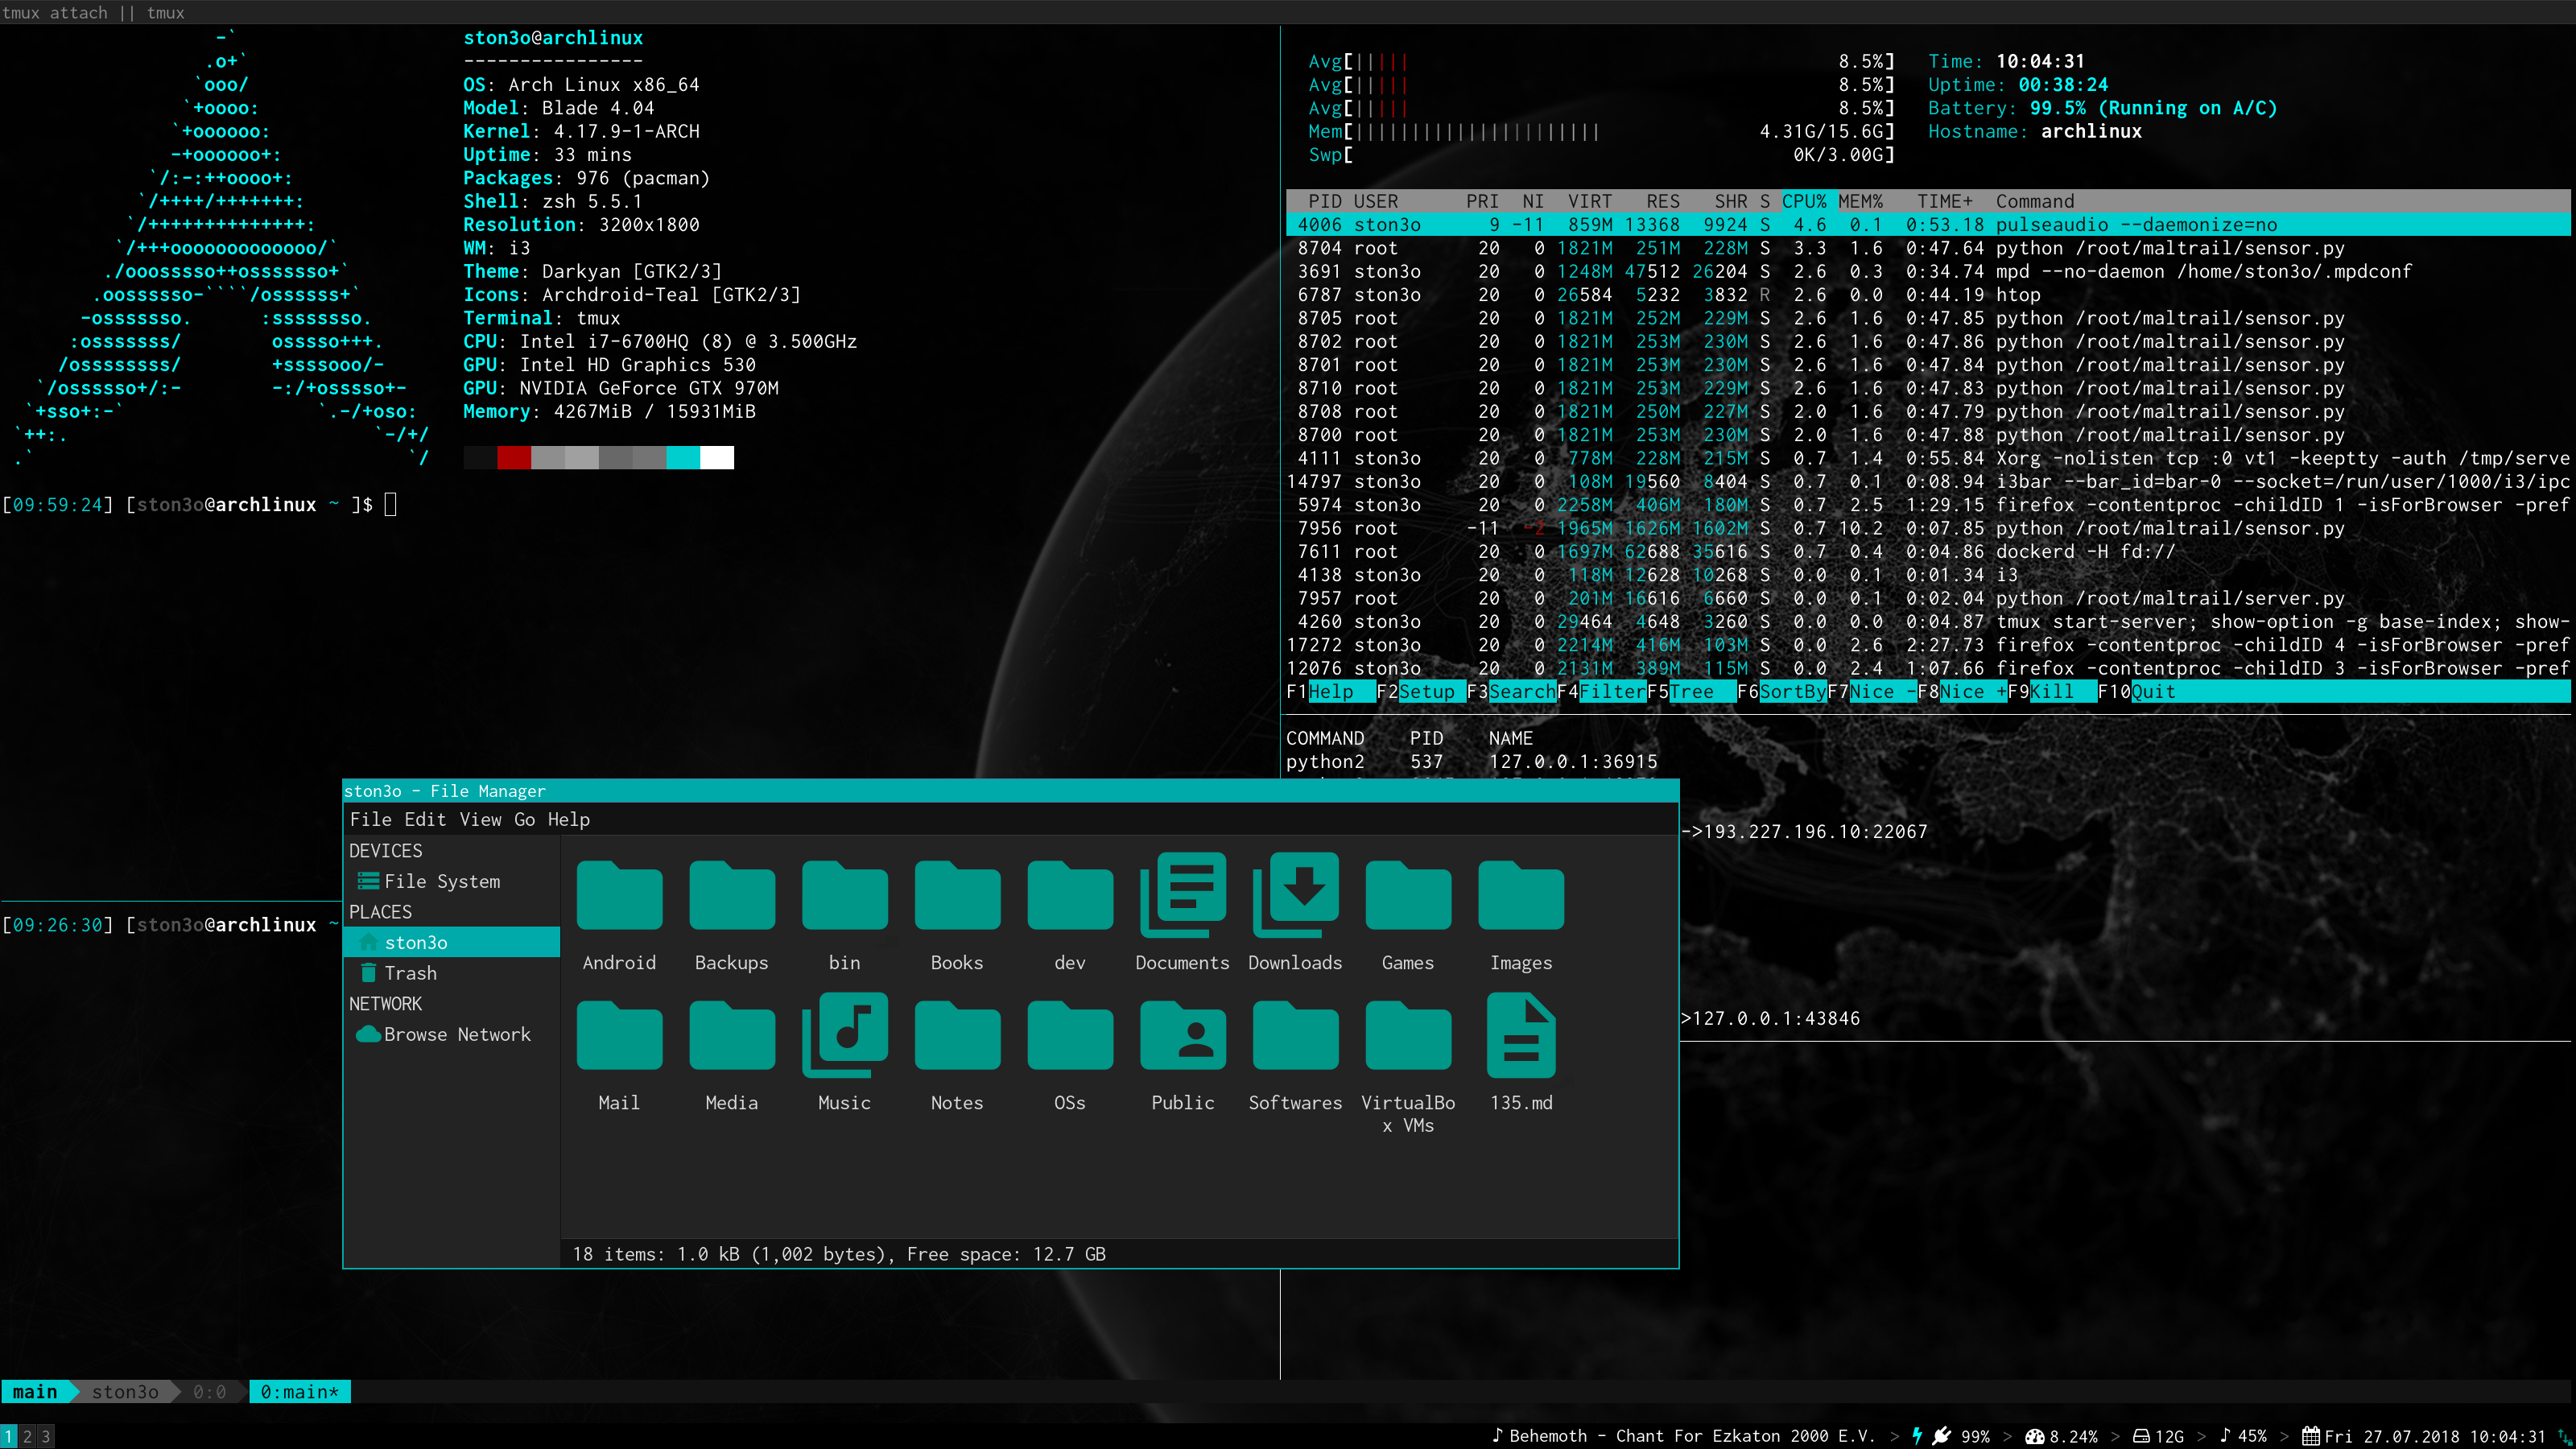 tmux attach || tmux
ston3o@archlinux
----------------
OS: Arch Linux x86_64
Model: Blade 4.04
Kernel: 4.17.9-1-ARCH
Uptime: 33 mins
Packages: 976 (pacman)
Shell: zsh 5.5.1
Resolution: 3200x1800
WM: i3
Theme: Darkyan [GTK2/3]
Icons: Archdroid-Teal [GTK2/3]
Terminal: tmux
CPU: Intel i7-6700HQ (8) @ 3.500GHz
GPU: Intel HD Graphics 530
GPU: NVIDIA GeForce GTX 970M
Memory: 4267MiB / 15931MiB
[09:59:24] [ston3o@archlinux ~ ]$
[09:26:30] [ston3o@archlinux ~
Avg[||||| 8.5%]
Avg[||||| 8.5%]
Avg[||||| 8.5%]
Mem[|||||||||||||||||||||| 4.31G/15.6G]
Swp[ 0K/3.00G]
Time: 10:04:31
Uptime: 00:38:24
Battery: 99.5% (Running on A/C)
Hostname: archlinux
PID USER PRI NI VIRT RES SHR S CPU% MEM% TIME+ Command
4006 ston3o 9 -11 859M 13368 9924 S 4.6 0.1 0:53.18 pulseaudio --daemonize=no
8704 root 20 0 1821M 251M 228M S 3.3 1.6 0:47.64 python /root/maltrail/sensor.py
3691 ston3o 20 0 1248M 47512 26204 S 2.6 0.3 0:34.74 mpd --no-daemon /home/ston3o/.mpdconf
6787 ston3o 20 0 26584 5232 3832 R 2.6 0.0 0:44.19 htop
8705 root 20 0 1821M 252M 229M S 2.6 1.6 0:47.85 python /root/maltrail/sensor.py
8702 root 20 0 1821M 253M 230M S 2.6 1.6 0:47.86 python /root/maltrail/sensor.py
8701 root 20 0 1821M 253M 230M S 2.6 1.6 0:47.84 python /root/maltrail/sensor.py
8710 root 20 0 1821M 253M 229M S 2.6 1.6 0:47.83 python /root/maltrail/sensor.py
8708 root 20 0 1821M 250M 227M S 2.0 1.6 0:47.79 python /root/maltrail/sensor.py
8700 root 20 0 1821M 253M 230M S 2.0 1.6 0:47.88 python /root/maltrail/sensor.py
4111 ston3o 20 0 778M 228M 215M S 0.7 1.4 0:55.84 Xorg -nolisten tcp :0 vt1 -keeptty -auth /tmp/serve
14797 ston3o 20 0 108M 19560 8404 S 0.7 0.1 0:08.94 i3bar --bar_id=bar-0 --socket=/run/user/1000/i3/ipc
5974 ston3o 20 0 2258M 406M 180M S 0.7 2.5 1:29.15 firefox -contentproc -childID 1 -isForBrowser -pref
7956 root -11 -2 1965M 1626M 1602M S 0.7 10.2 0:07.85 python /root/maltrail/sensor.py
7611 root 20 0 1697M 62688 35616 S 0.7 0.4 0:04.86 dockerd -H fd://
4138 ston3o 20 0 118M 12628 10268 S 0.0 0.1 0:01.34 i3
7957 root 20 0 201M 16616 6660 S 0.0 0.1 0:02.04 python /root/maltrail/server.py
4260 ston3o 20 0 29464 4648 3260 S 0.0 0.0 0:04.87 tmux start-server; show-option -g base-index; show-
17272 ston3o 20 0 2214M 416M 103M S 0.0 2.6 2:27.73 firefox -contentproc -childID 4 -isForBrowser -pref
12076 ston3o 20 0 2131M 389M 115M S 0.0 2.4 1:07.66 firefox -contentproc -childID 3 -isForBrowser -pref
F1Help F2Setup F3SearchF4FilterF5Tree F6SortByF7Nice -F8Nice +F9Kill F10Quit
COMMAND PID NAME
python2 537 127.0.0.1:36915
->193.227.196.10:22067
>127.0.0.1:43846
ston3o - File Manager
File Edit View Go Help
DEVICES
File System
PLACES
ston3o
Trash
NETWORK
Browse Network
Android Backups bin Books dev Documents Downloads Games Images
Mail Media Music Notes OSs Public Softwares VirtualBo 135.md
x VMs
18 items: 1.0 kB (1,002 bytes), Free space: 12.7 GB
main ston3o 0:0 0:main*
1 2 3
Behemoth - Chant For Ezkaton 2000 E.V. > 99% > 8.24% > 12G > 45% > Fri 27.07.2018 10:04:31